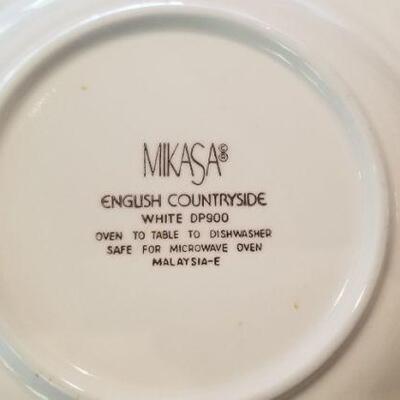 MIKASA®©
ENGLISH COUNTRYSIDE
WHITE DP900
OVEN TO TABLE TO DISHWASHER
SAFE FOR MICROWAVE OVEN
MALAYSIA-E